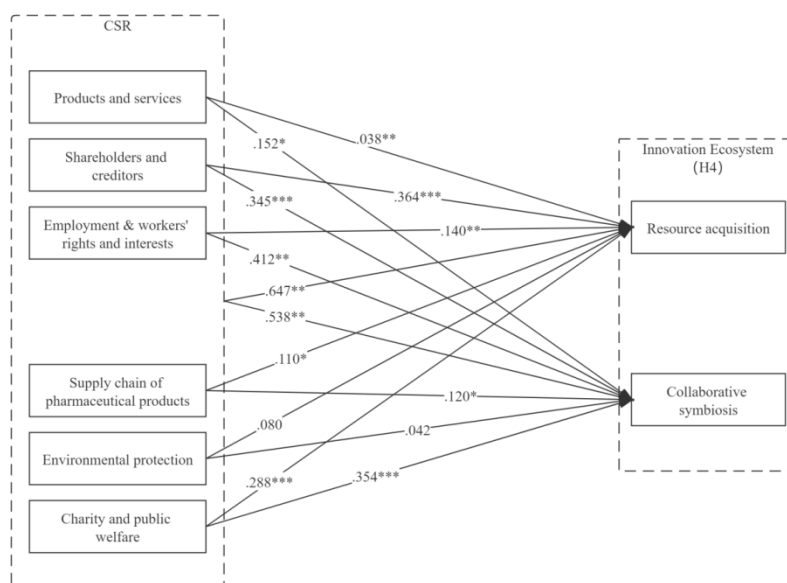 CSR
Products and services
Shareholders and
creditors
Employment & workers'
rights and interests
Supply chain of
pharmaceutical products
Environmental protection
Charity and public
welfare
.038**
.152*
.364***
.345***
.140**
.412**
.647**
.538**
.110*
.120*
.080
.042
.288***
.354***
Innovation Ecosystem
(H4)
Resource acquisition
Collaborative
symbiosis